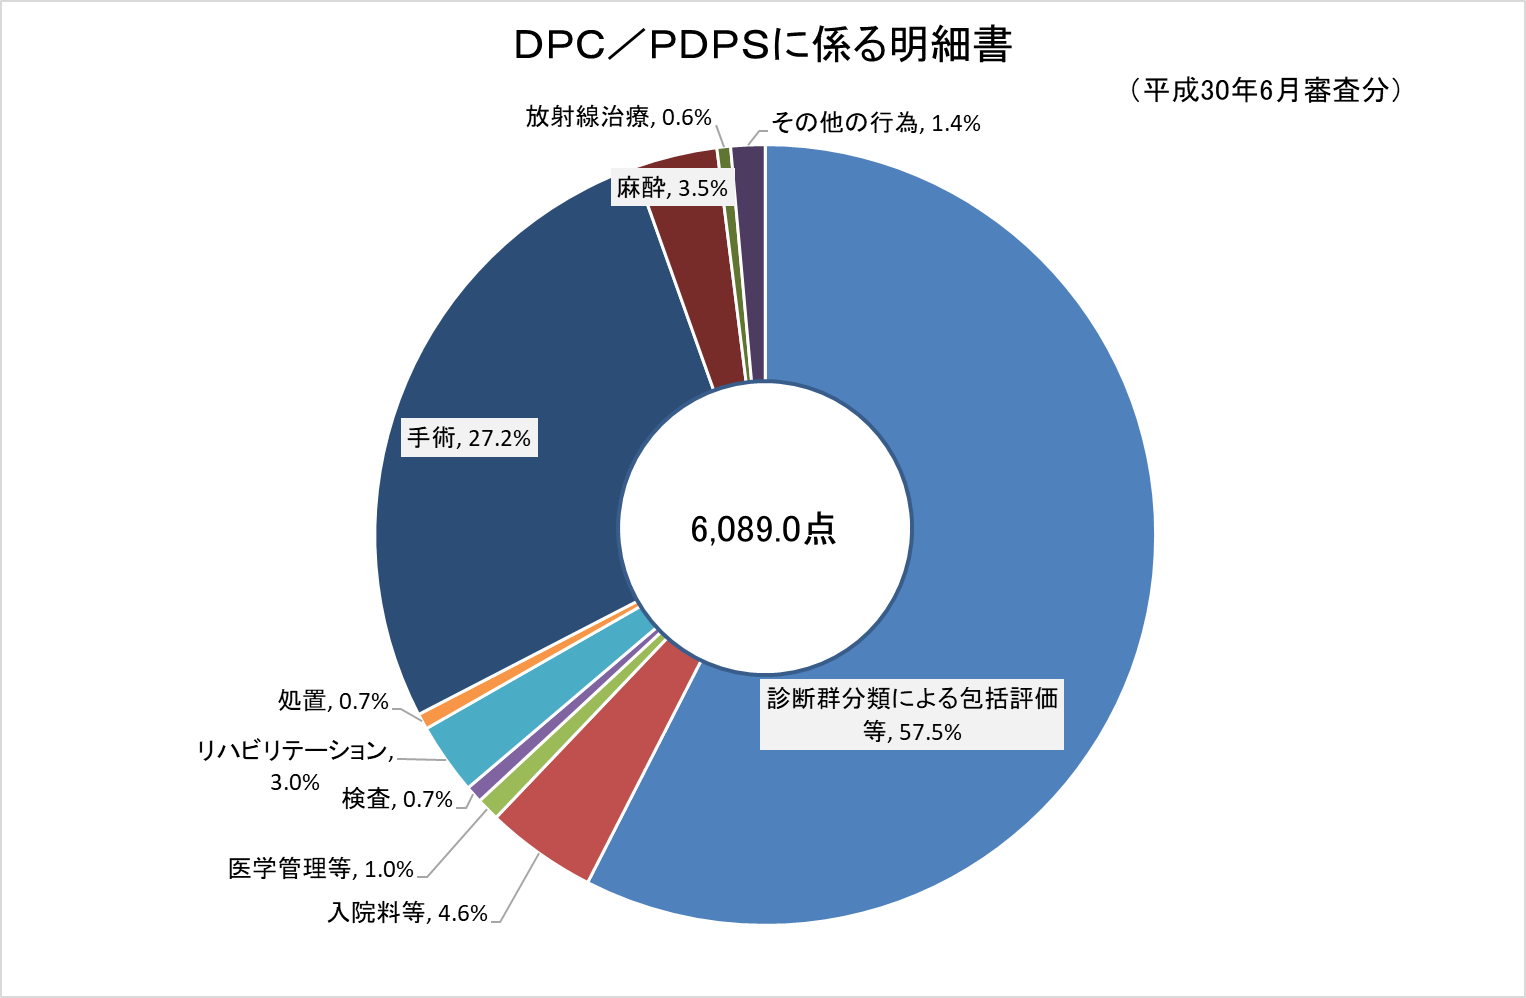 ＤＰＣ／ＰＤＰＳに係る明細書
（平成30年6月審査分）
放射線治療, 0.6%
その他の行為, 1.4%
麻酔, 3.5%
手術, 27.2%
6,089.0点
診断群分類による包括評価
等, 57.5%
処置, 0.7%
リハビリテーション,
3.0%
検査, 0.7%
医学管理等, 1.0%
入院料等, 4.6%